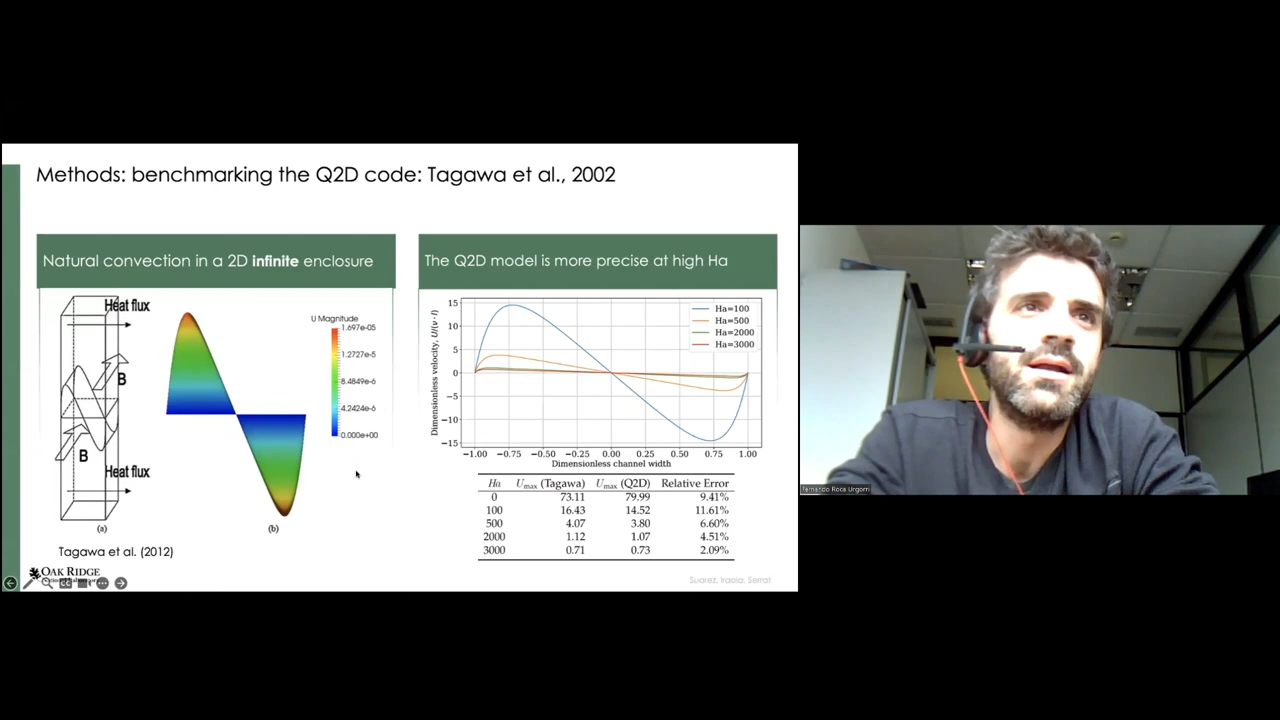 Methods: benchmarking the Q2D code: Tagawa et al., 2002
Natural convection in a 2D infinite enclosure
Heat flux
B
B
Heat flux
(a)
(b)
U Magnitude
1.697e-05
1.2727e-5
8.4849e-6
4.2424e-6
0.000e+00
Tagawa et al. (2012)
OAK RIDGE
The Q2D model is more precise at high Ha
Dimensionless velocity, U/(ν·l)
15
10
5
0
−5
−10
−15
−1.00 −0.75 −0.50 −0.25 0.00 0.25 0.50 0.75 1.00
Dimensionless channel width
Ha=100
Ha=500
Ha=2000
Ha=3000
Ha Umax (Tagawa) Umax (Q2D) Relative Error
0 73.11 79.99 9.41%
100 16.43 14.52 11.61%
500 4.07 3.80 6.60%
2000 1.12 1.07 4.51%
3000 0.71 0.73 2.09%
Suarez, Iraola, Serrat
Fernando Roca Urgorri